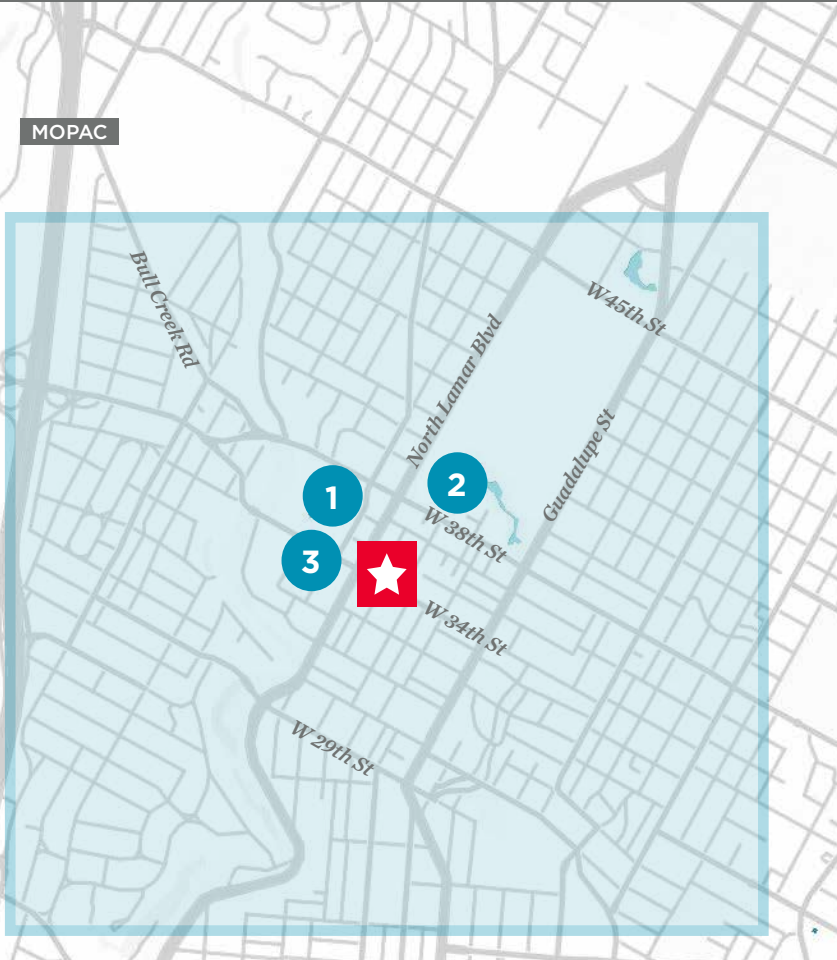 MOPAC
Bull Creek Rd
W45th St
North Lamar Blvd
Guadalupe St
1
2
W 38th St
3
W 34th St
W 29th St